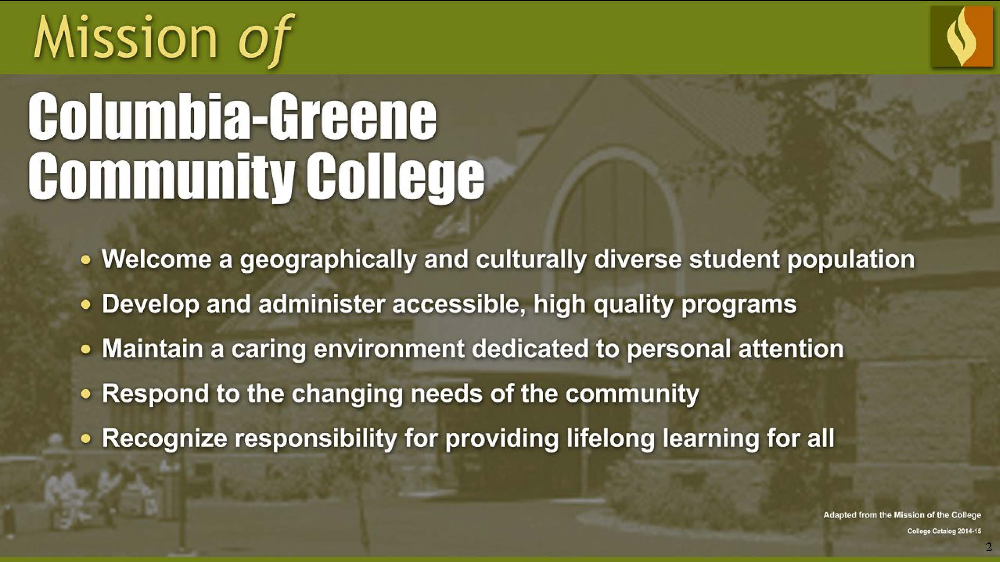 Mission of
Columbia-Greene
Community College
• Welcome a geographically and culturally diverse student population
• Develop and administer accessible, high quality programs
• Maintain a caring environment dedicated to personal attention
• Respond to the changing needs of the community
• Recognize responsibility for providing lifelong learning for all
Adapted from the Mission of the College
College Catalog 2014-15
2